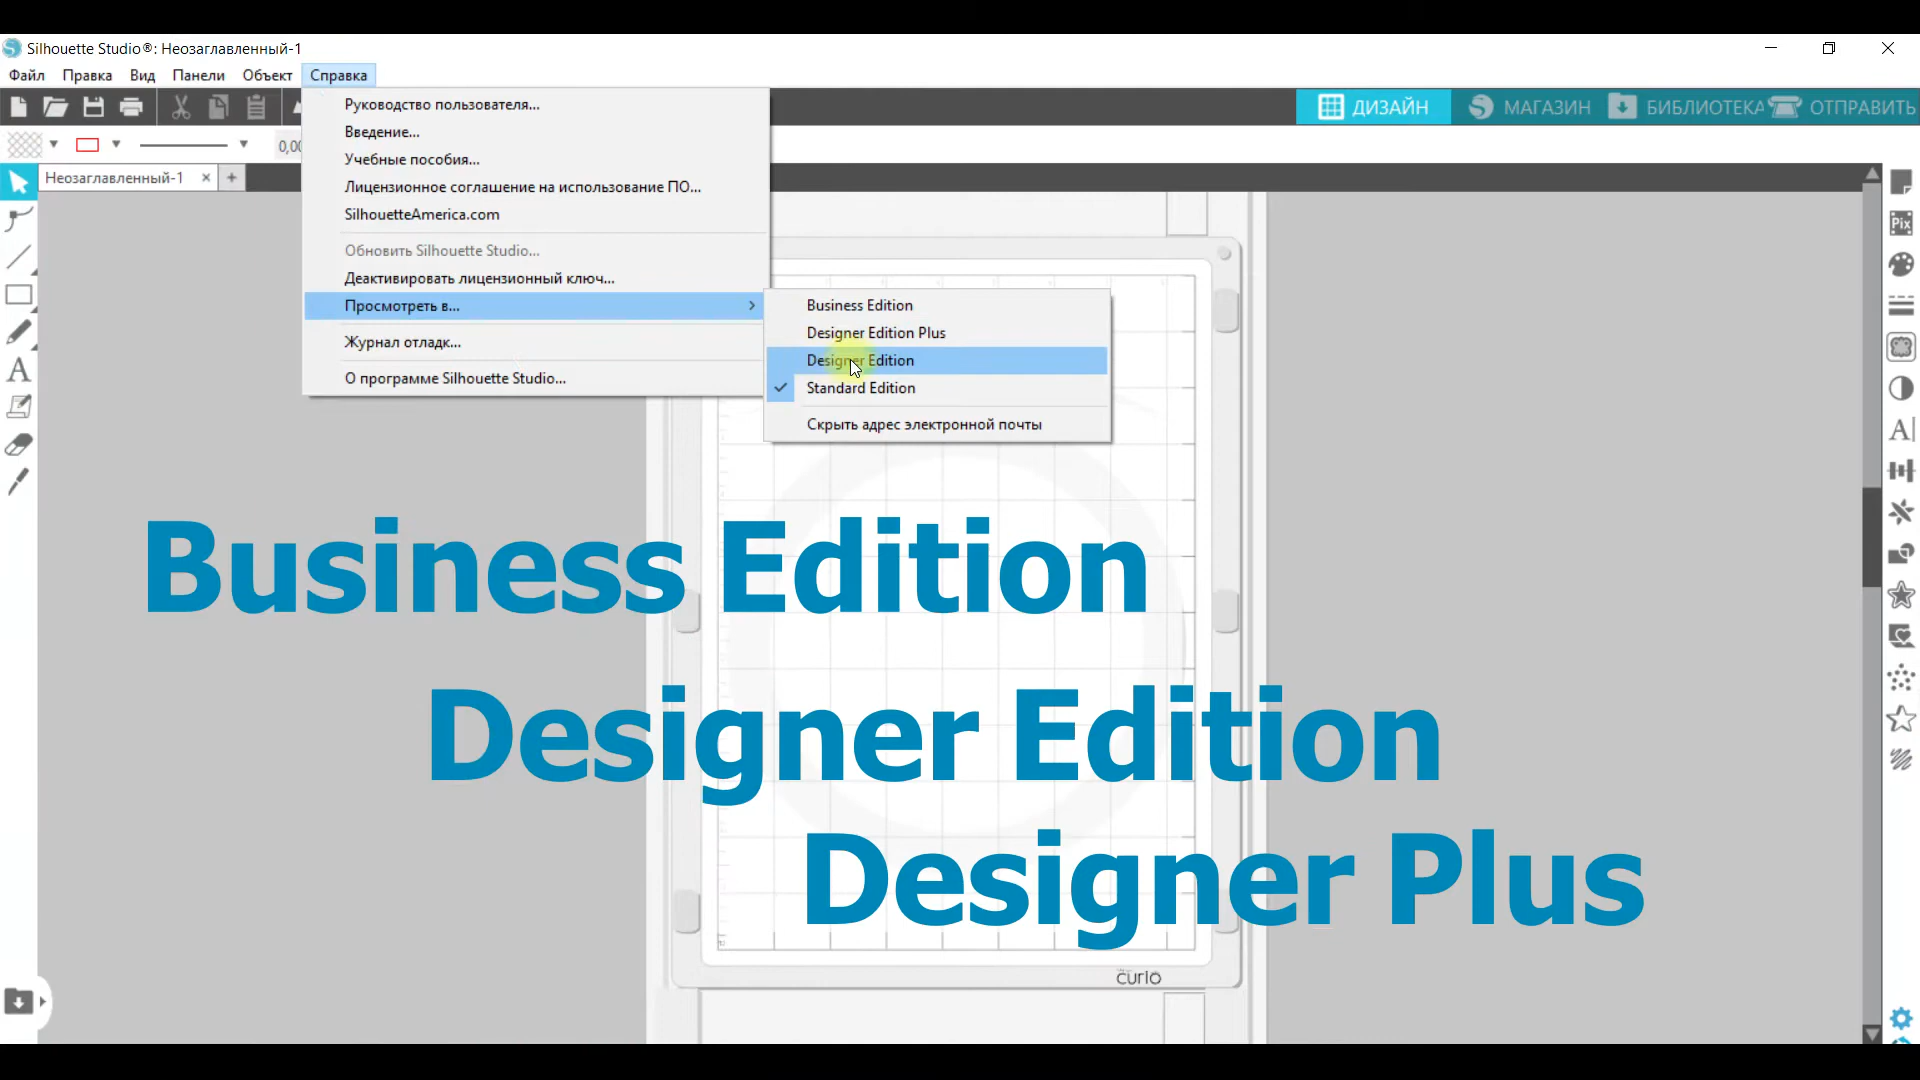 Silhouette Studio®: Неозаглавленный-1
Файл Правка Вид Панели Объект Справка
ДИЗАЙН МАГАЗИН БИБЛИОТЕКА ОТПРАВИТЬ
0,00
Неозаглавленный-1
Руководство пользователя...
Введение...
Учебные пособия...
Лицензионное соглашение на использование ПО...
SilhouetteAmerica.com
Обновить Silhouette Studio...
Деактивировать лицензионный ключ...
Просмотреть в...
Журнал отладк...
О программе Silhouette Studio...
Business Edition
Designer Edition Plus
Designer Edition
Standard Edition
Скрыть адрес электронной почты
Pix
Business Edition
Designer Edition
Designer Plus
curio